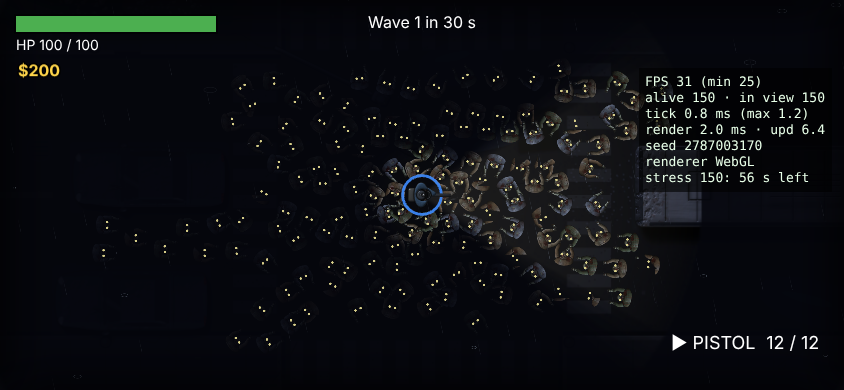 Wave 1 in 30 s
HP 100 / 100
$200
FPS 31 (min 25)
alive 150 · in view 150
tick 0.8 ms (max 1.2)
render 2.0 ms · upd 6.4
seed 2787003170
renderer WebGL
stress 150: 56 s left
▶ PISTOL 12 / 12